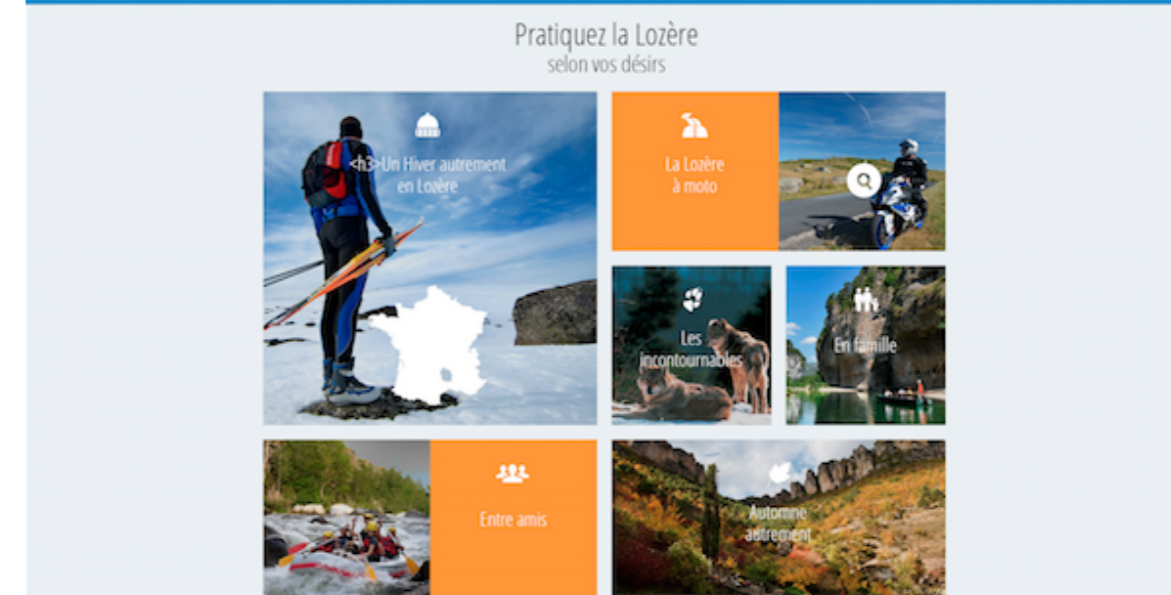 Pratiquez la Lozère
selon vos désirs
<h3>Un Hiver autrement
en Lozère
La Lozère
à moto
Les
incontournables
En famille
Entre amis
Automne
autrement